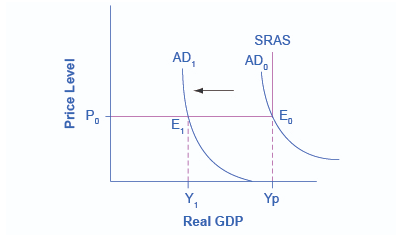 SRAS
AD1
AD0
Price Level
P0
E1
E0
Y1
Yp
Real GDP